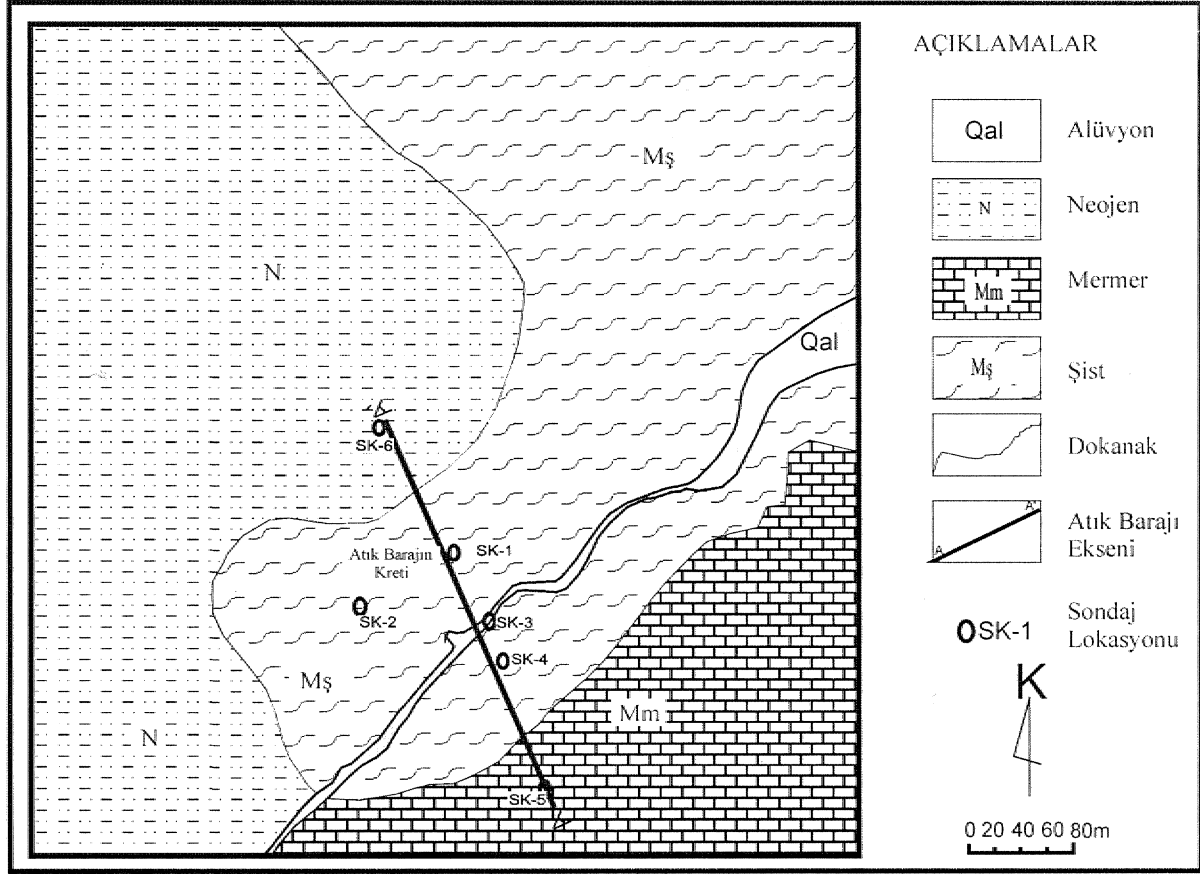 Mş
N
Qal
SK-6
Atık Barajın
Kreti
SK-1
SK-2
SK-3
SK-4
Mş
Mm
N
SK-5
AÇIKLAMALAR
Qal
Alüvyon
N
Neojen
Mm
Mermer
Mş
Şist
Dokanak
A
A'
Atık Barajı
Ekseni
SK-1
Sondaj
Lokasyonu
K
0 20 40 60 80m